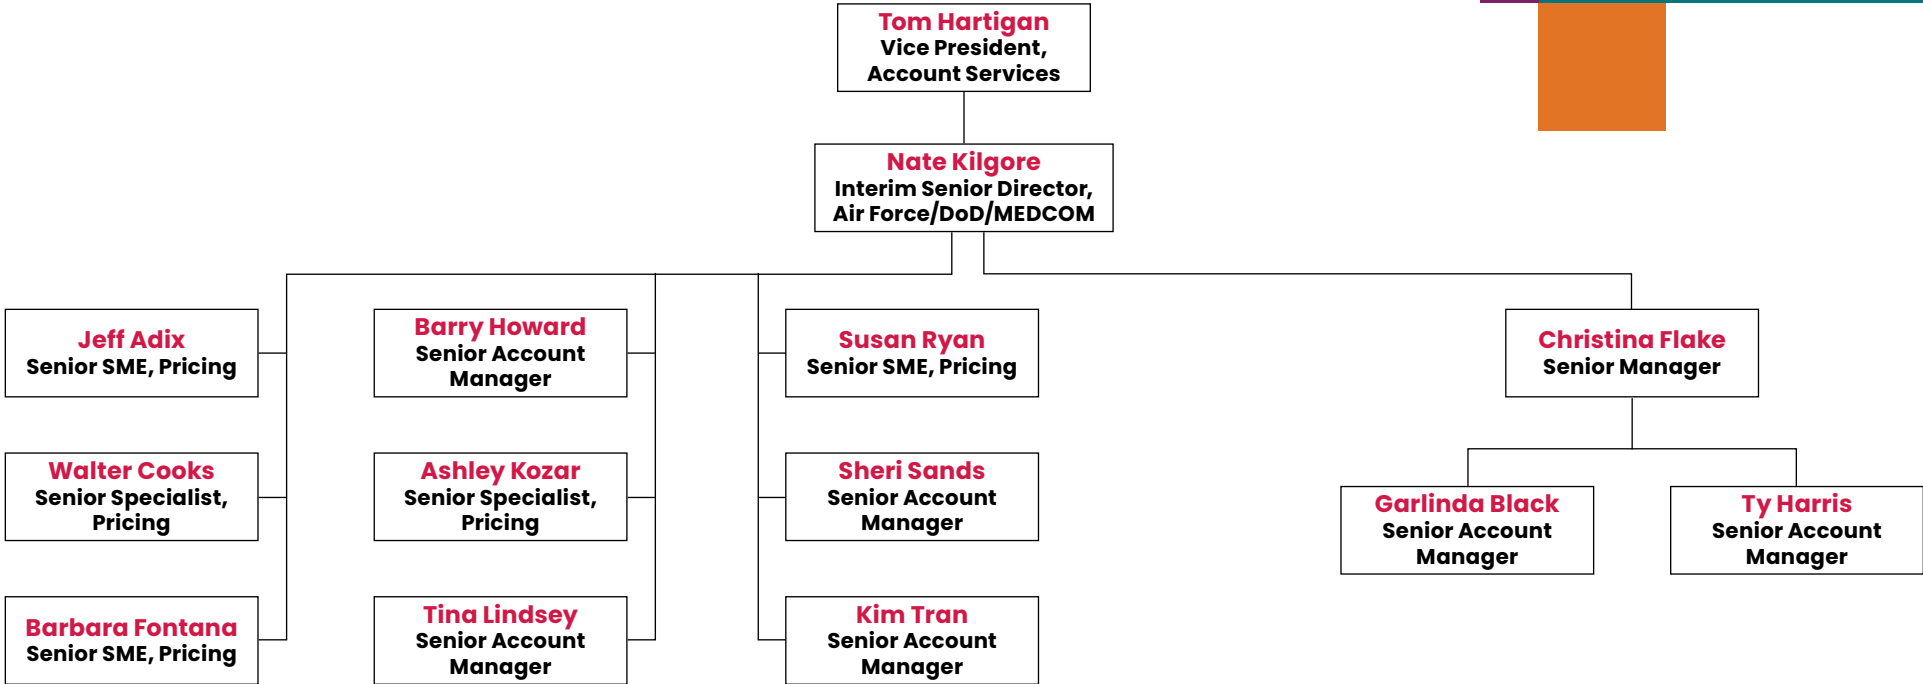 Tom Hartigan
Vice President,
Account Services
Nate Kilgore
Interim Senior Director,
Air Force/DoD/MEDCOM
Jeff Adix
Senior SME, Pricing
Barry Howard
Senior Account
Manager
Susan Ryan
Senior SME, Pricing
Christina Flake
Senior Manager
Walter Cooks
Senior Specialist,
Pricing
Ashley Kozar
Senior Specialist,
Pricing
Sheri Sands
Senior Account
Manager
Garlinda Black
Senior Account
Manager
Ty Harris
Senior Account
Manager
Barbara Fontana
Senior SME, Pricing
Tina Lindsey
Senior Account
Manager
Kim Tran
Senior Account
Manager